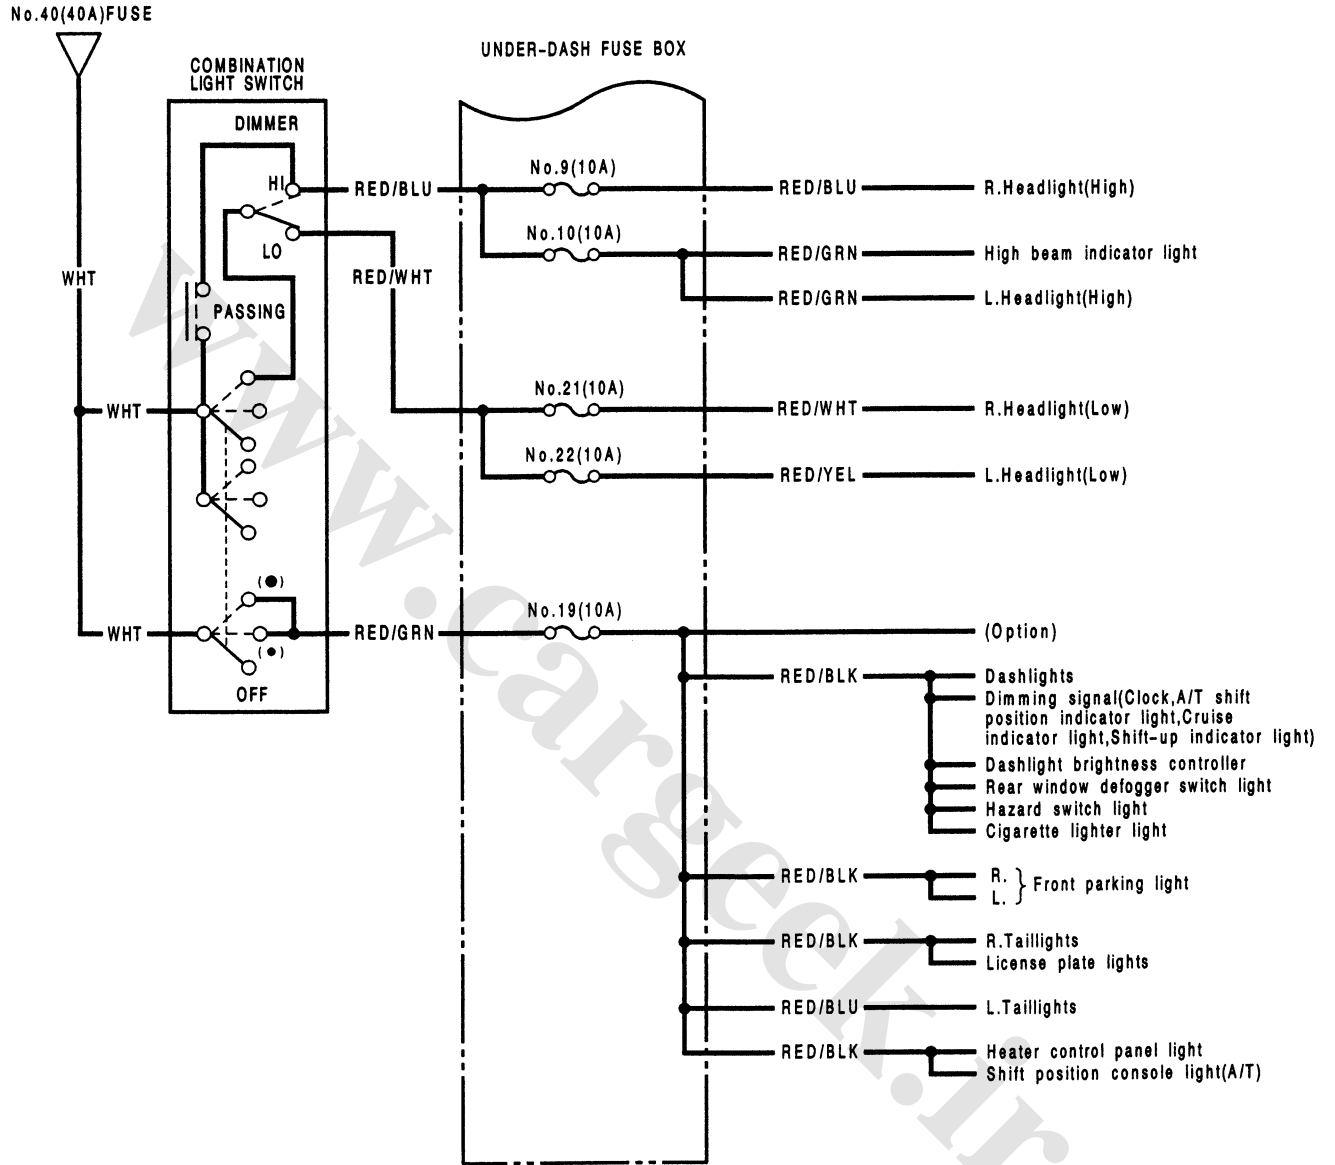 No.40(40A)FUSE
UNDER-DASH FUSE BOX
COMBINATION
LIGHT SWITCH
DIMMER
HI
RED/BLU
No.9(10A)
RED/BLU
R.Headlight(High)
LO
No.10(10A)
RED/GRN
High beam indicator light
WHT
RED/WHT
RED/GRN
L.Headlight(High)
PASSING
No.21(10A)
WHT
RED/WHT
R.Headlight(Low)
No.22(10A)
RED/YEL
L.Headlight(Low)
(●)
WHT
RED/GRN
No.19(10A)
(Option)
(•)
OFF
RED/BLK
Dashlights
Dimming signal(Clock,A/T shift
position indicator light,Cruise
indicator light,Shift-up indicator light)
Dashlight brightness controller
Rear window defogger switch light
Hazard switch light
Cigarette lighter light
RED/BLK
R.
L.
Front parking light
RED/BLK
R.Taillights
License plate lights
RED/BLU
L.Taillights
RED/BLK
Heater control panel light
Shift position console light(A/T)
www.cargeek.ir